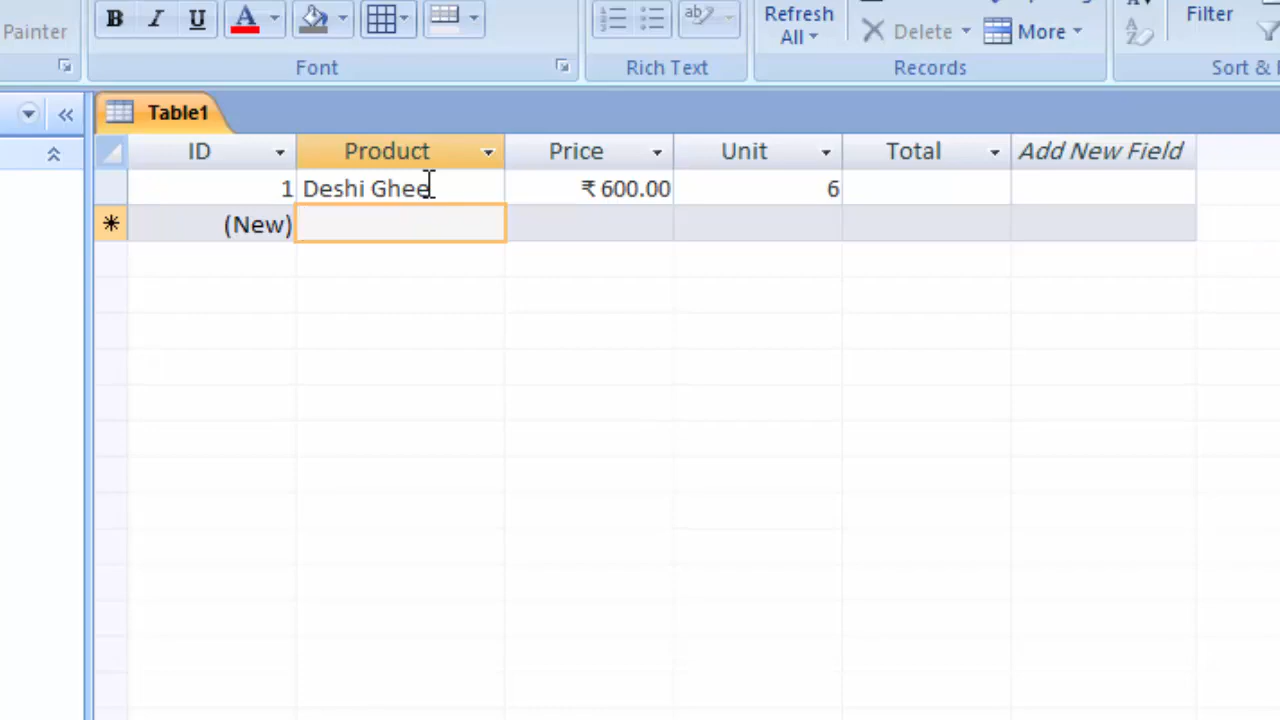 Painter
B I U A
ab
Refresh
All
Delete
More
Filter
Font
Rich Text
Records
Sort &
Table1
ID Product Price Unit Total Add New Field
1 Deshi Ghee ₹ 600.00 6
(New)